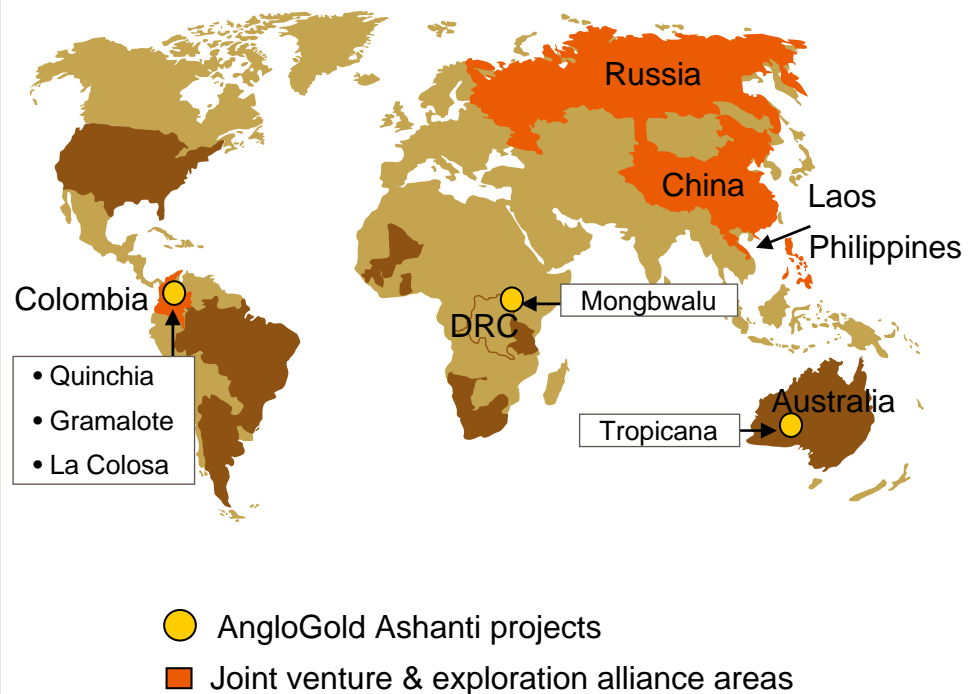 Russia
China
Laos
Philippines
Colombia
Mongbwalu
DRC
• Quinchia
• Gramalote
• La Colosa
Australia
Tropicana
AngloGold Ashanti projects
Joint venture & exploration alliance areas